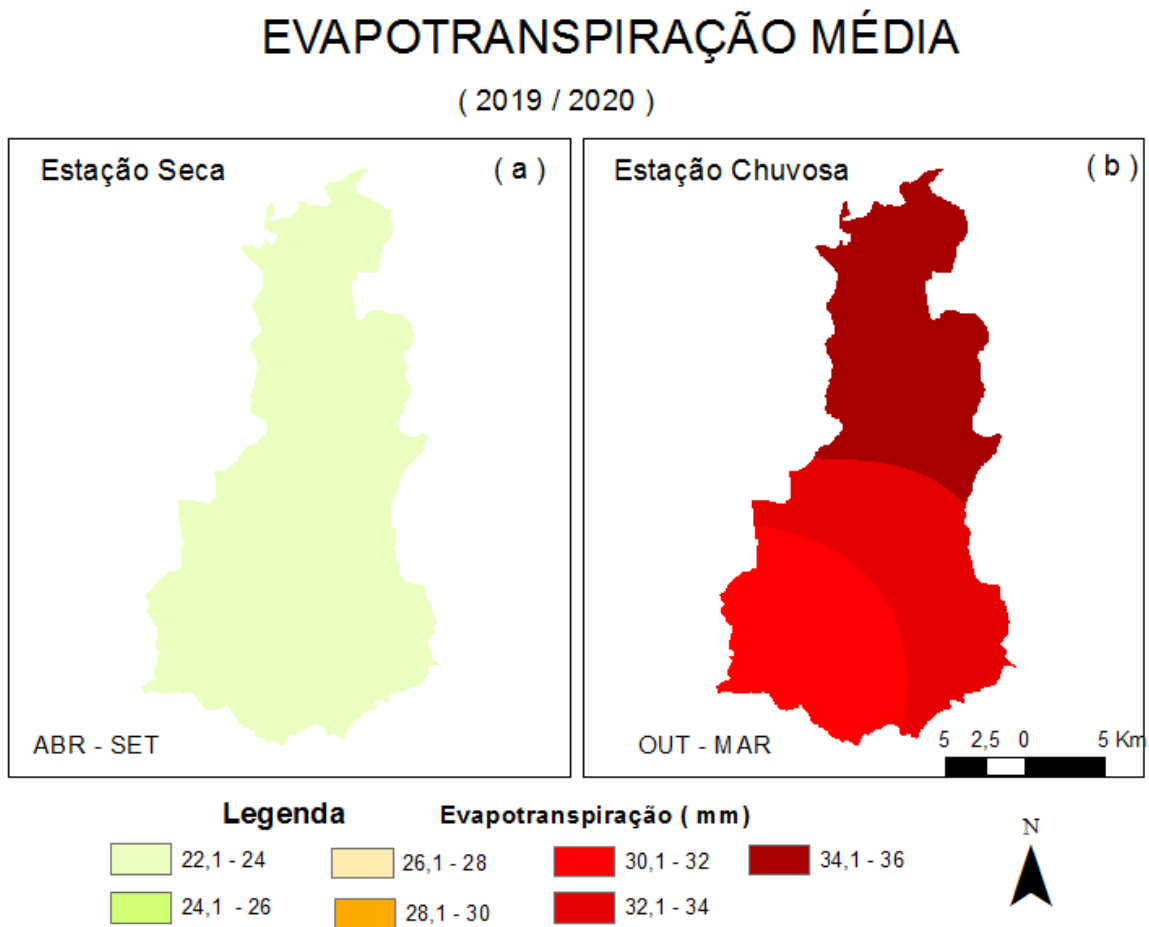 EVAPOTRANSPIRAÇÃO MÉDIA
( 2019 / 2020 )
Estação Seca
( a )
ABR - SET
Estação Chuvosa
( b )
OUT - MAR
5 2,5 0 5 Km
Legenda
Evapotranspiração ( mm)
22,1 - 24
24,1 - 26
26,1 - 28
28,1 - 30
30,1 - 32
32,1 - 34
34,1 - 36
N